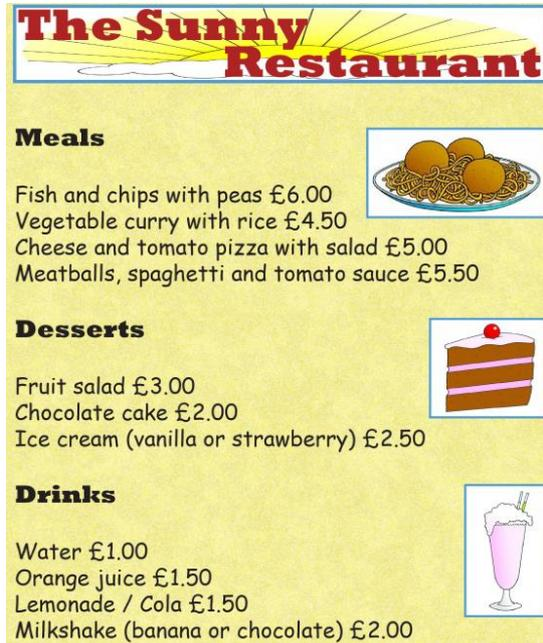 The Sunny
Restaurant
Meals
Fish and chips with peas £6.00
Vegetable curry with rice £4.50
Cheese and tomato pizza with salad £5.00
Meatballs, spaghetti and tomato sauce £5.50
Desserts
Fruit salad £3.00
Chocolate cake £2.00
Ice cream (vanilla or strawberry) £2.50
Drinks
Water £1.00
Orange juice £1.50
Lemonade / Cola £1.50
Milkshake (banana or chocolate) £2.00